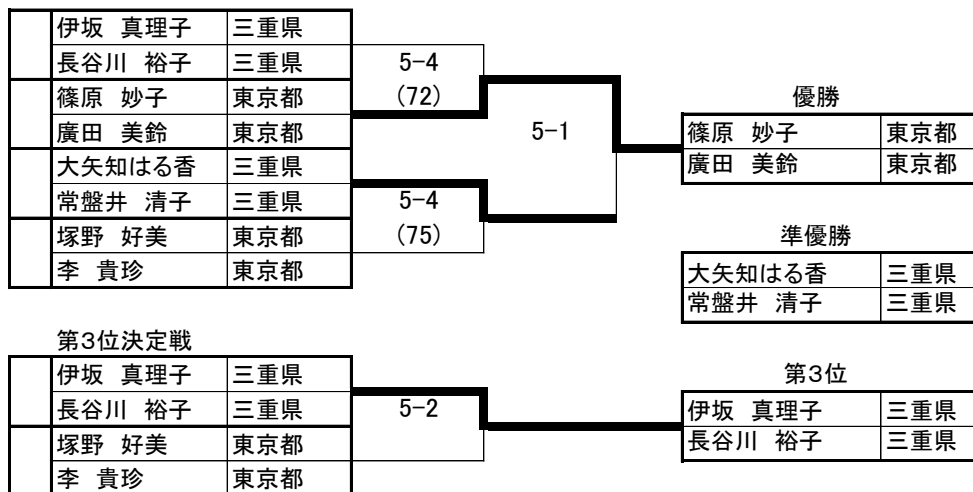 伊坂 真理子 三重県
長谷川 裕子 三重県 5-4
篠原 妙子 東京都 (72) 優勝
廣田 美鈴 東京都 5-1 篠原 妙子 東京都
大矢知はる香 三重県 廣田 美鈴 東京都
常盤井 清子 三重県 5-4
塚野 好美 東京都 (75) 準優勝
李 貴珍 東京都 大矢知はる香 三重県
常盤井 清子 三重県
第3位決定戦
伊坂 真理子 三重県 第3位
長谷川 裕子 三重県 5-2 伊坂 真理子 三重県
塚野 好美 東京都 長谷川 裕子 三重県
李 貴珍 東京都